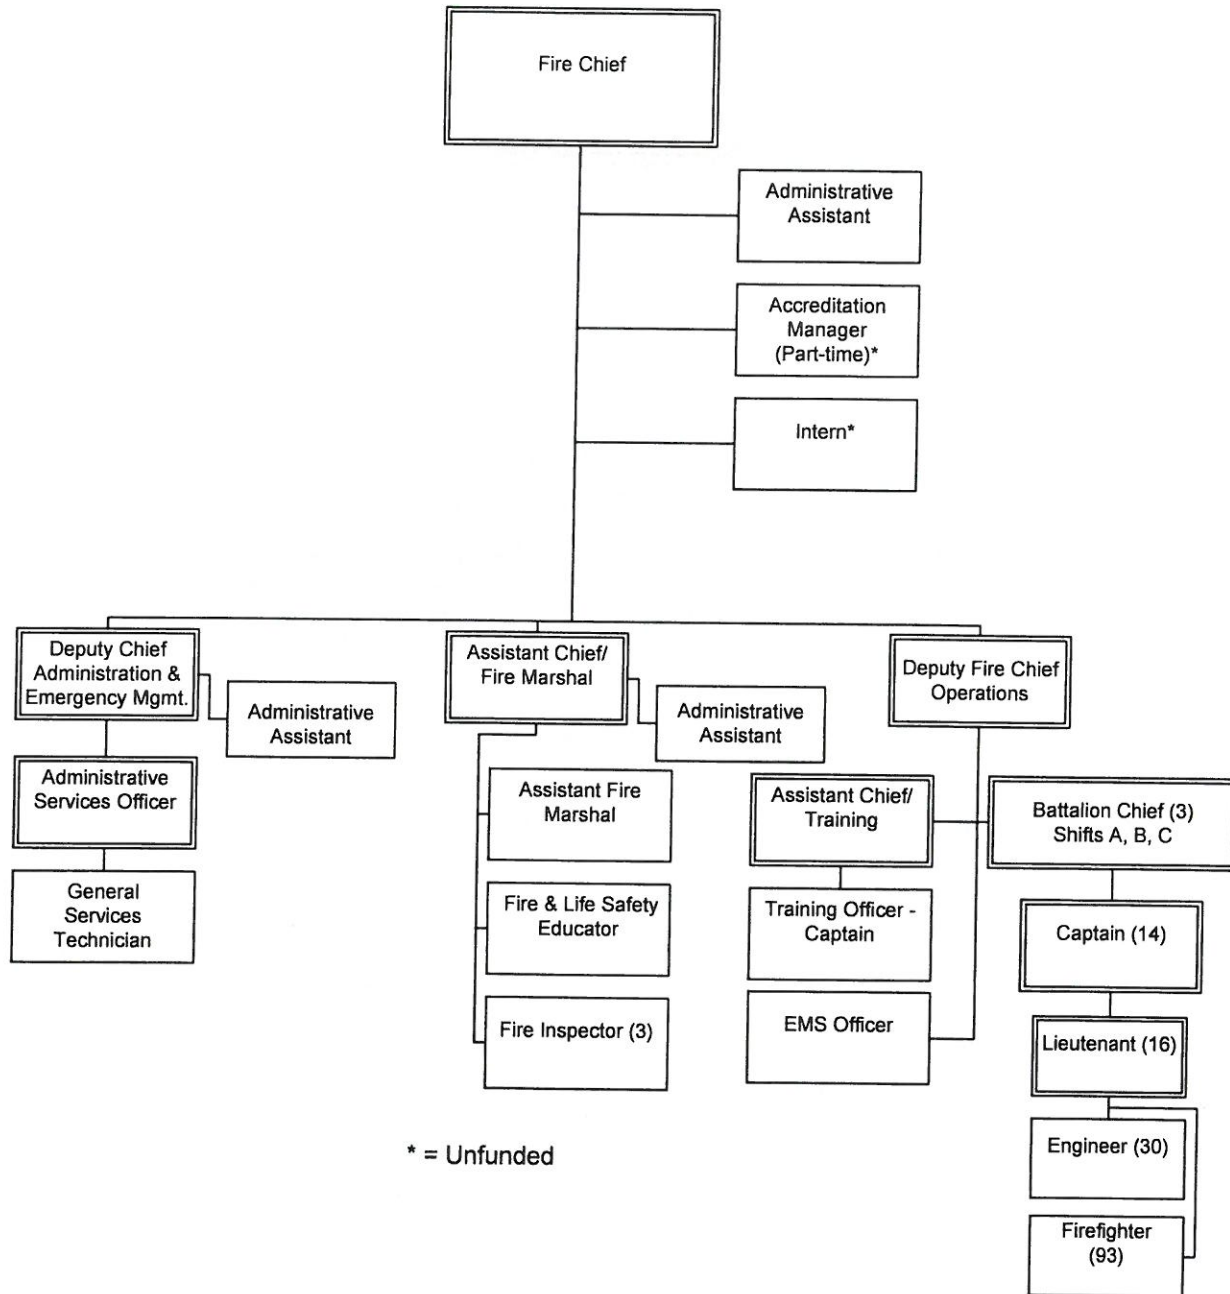 Fire Chief
Administrative
Assistant
Accreditation
Manager
(Part-time)*
Intern*
Deputy Chief
Administration &
Emergency Mgmt.
Administrative
Assistant
Administrative
Services Officer
General
Services
Technician
Assistant Chief/
Fire Marshal
Administrative
Assistant
Assistant Fire
Marshal
Fire & Life Safety
Educator
Fire Inspector (3)
Deputy Fire Chief
Operations
Assistant Chief/
Training
Training Officer -
Captain
EMS Officer
Battalion Chief (3)
Shifts A, B, C
Captain (14)
Lieutenant (16)
Engineer (30)
Firefighter
(93)
* = Unfunded